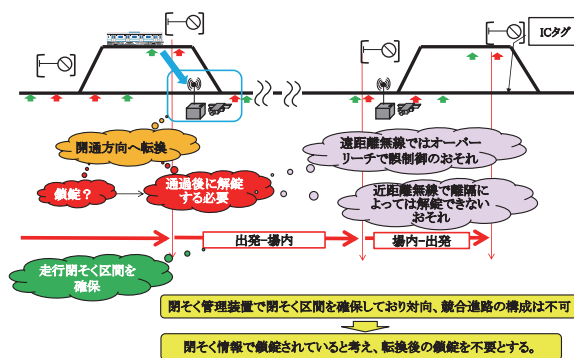 ICタグ
開通方向へ転換
鎖錠？
通過後に解錠
する必要
遠距離無線ではオーバー
リーチで誤制御のおそれ
近距離無線で離隔に
よっては解錠できない
おそれ
出発−場内
場内−出発
走行閉そく区間を
確保
閉そく管理装置で閉そく区間を確保しており対向、競合進路の構成は不可
閉そく情報で鎖錠されていると考え、転換後の鎖錠を不要とする。